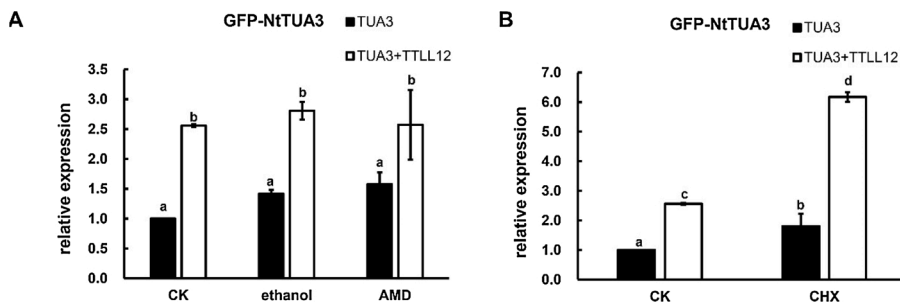 A
GFP-NtTUA3
TUA3
TUA3+TTLL12
relative expression
3.5
3.0
2.5
2.0
1.5
1.0
0.5
0.0
a
b
a
b
a
b
CK
ethanol
AMD
B
GFP-NtTUA3
TUA3
TUA3+TTLL12
relative expression
7.0
6.0
5.0
4.0
3.0
2.0
1.0
0.0
a
c
b
d
CK
CHX